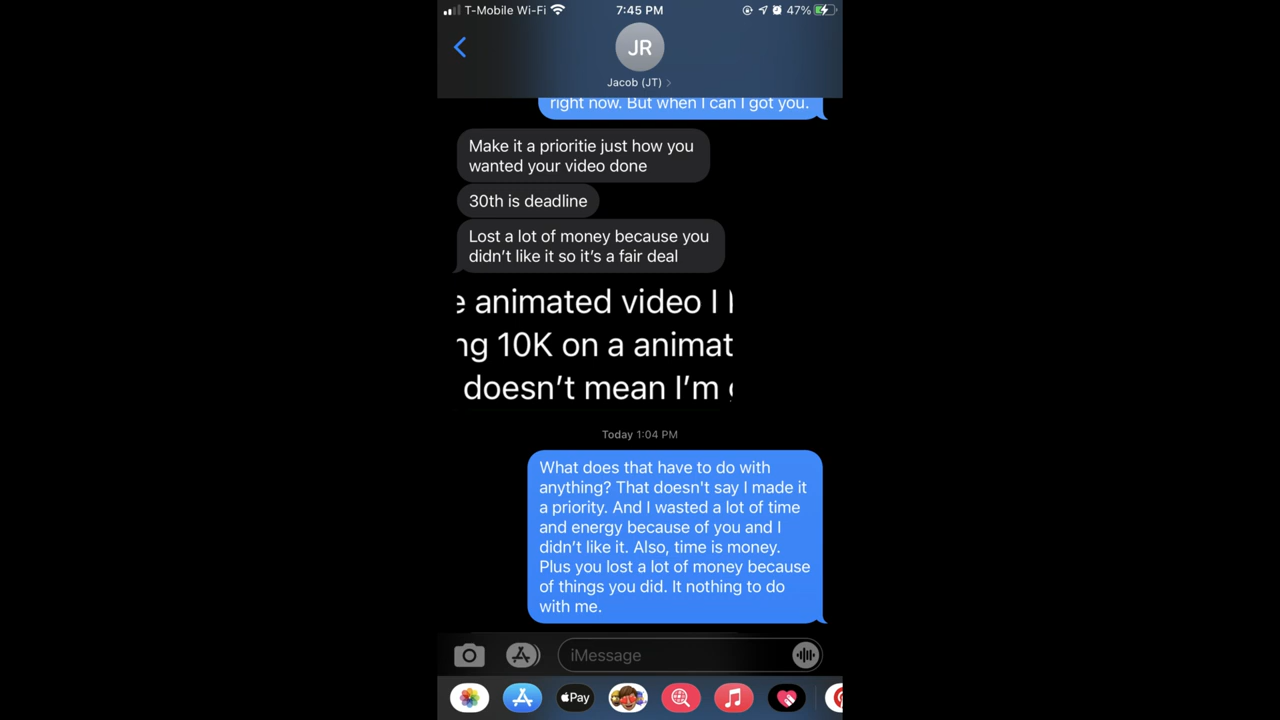 T-Mobile Wi-Fi
7:45 PM
47%
JR
Jacob (JT)
right now. But when I can I got you.
Make it a prioritie just how you
wanted your video done
30th is deadline
Lost a lot of money because you
didn't like it so it's a fair deal
e animated video I
ng 10K on a animat
doesn't mean I'm
Today 1:04 PM
What does that have to do with
anything? That doesn't say I made it
a priority. And I wasted a lot of time
and energy because of you and I
didn't like it. Also, time is money.
Plus you lost a lot of money because
of things you did. It nothing to do
with me.
iMessage
Pay